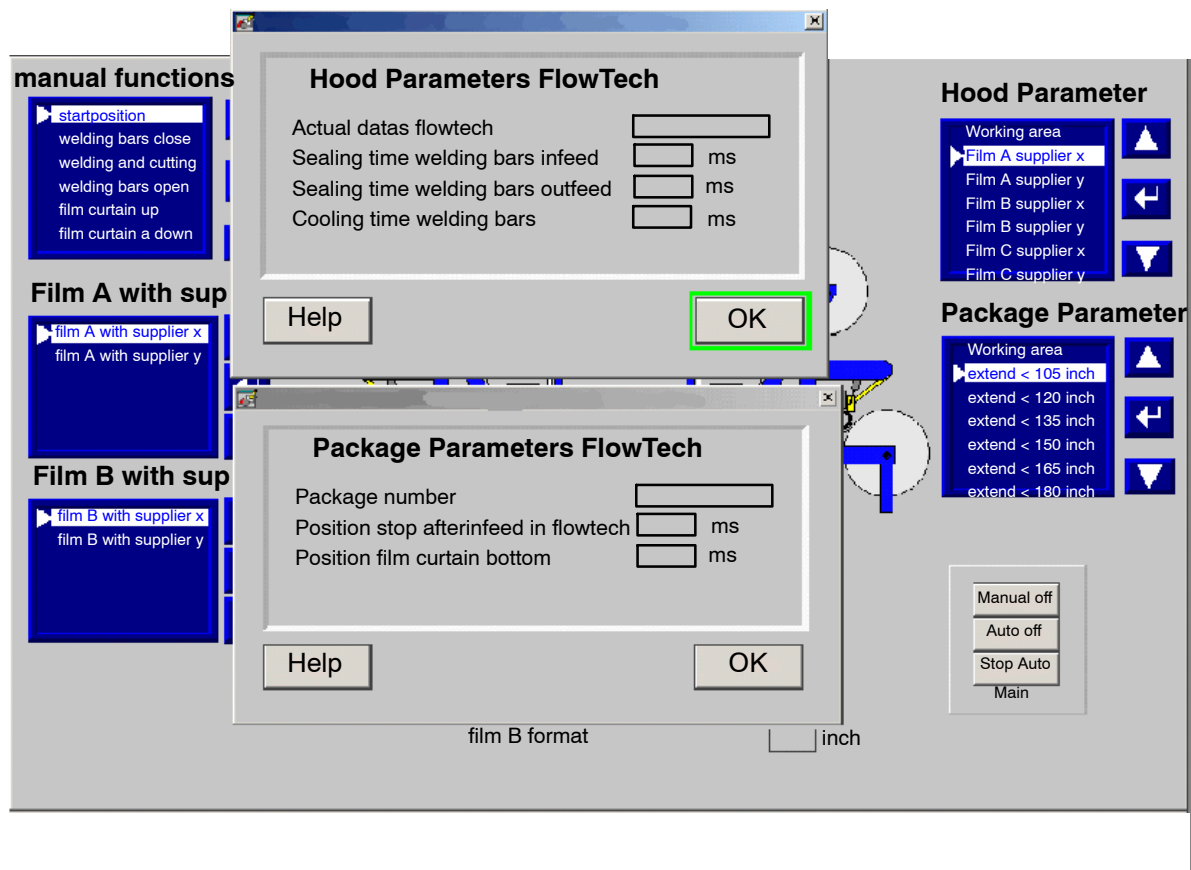 manual functions
startposition
welding bars close
welding and cutting
welding bars open
film curtain up
film curtain a down
Film A with sup
film A with supplier x
film A with supplier y
Film B with sup
film B with supplier x
film B with supplier y
Hood Parameters FlowTech
Actual datas flowtech
Sealing time welding bars infeed ms
Sealing time welding bars outfeed ms
Cooling time welding bars ms
Help OK
Package Parameters FlowTech
Package number
Position stop afterinfeed in flowtech ms
Position film curtain bottom ms
Help OK
film B format inch
Hood Parameter
Working area
Film A supplier x
Film A supplier y
Film B supplier x
Film B supplier y
Film C supplier x
Film C supplier y
Package Parameter
Working area
extend < 105 inch
extend < 120 inch
extend < 135 inch
extend < 150 inch
extend < 165 inch
extend < 180 inch
Manual off
Auto off
Stop Auto
Main